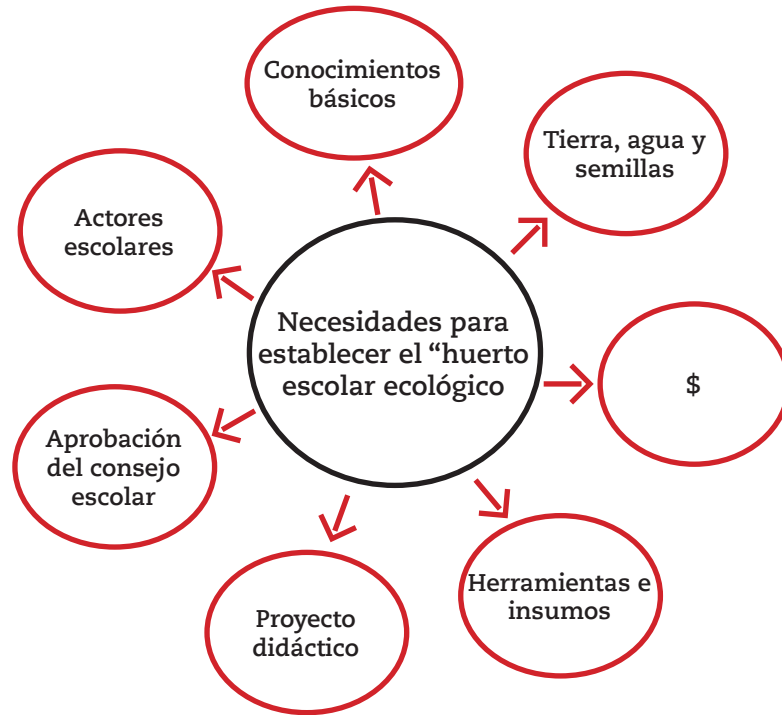 Conocimientos
básicos
Tierra, agua y
semillas
Actores
escolares
Necesidades para
establecer el “huerto
escolar ecológico
$
Aprobación
del consejo
escolar
Herramientas e
insumos
Proyecto
didáctico